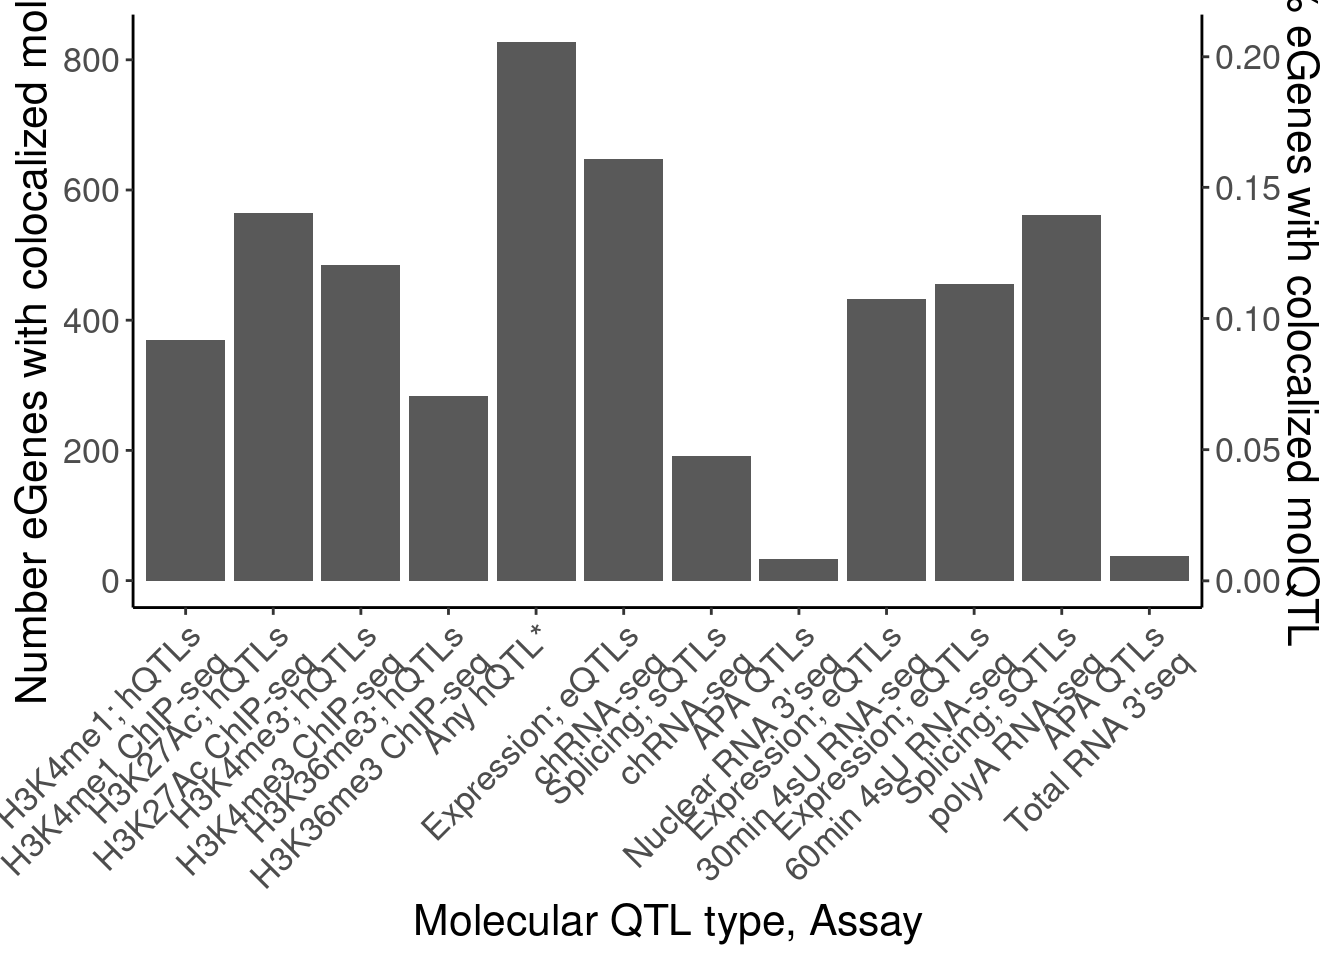 Number eGenes with colocalized mol
800
600
400
200
0
0.20
0.15
0.10
0.05
0.00
% eGenes with colocalized molQTL
H3K4me1; hQTLs
H3K4me1 ChIP-seq
H3K27Ac; hQTLs
H3K27Ac ChIP-seq
H3K4me3; hQTLs
H3K4me3 ChIP-seq
H3K36me3; hQTLs
H3K36me3 ChIP-seq
Any hQTL*
Expression; eQTLs
chRNA-seq
Splicing; sQTLs
chRNA-seq
APA QTLs
Nuclear RNA 3'seq
Expression; eQTLs
30min 4sU RNA-seq
Expression; eQTLs
60min 4sU RNA-seq
Splicing; sQTLs
polyA RNA-seq
APA QTLs
Total RNA 3'seq
Molecular QTL type, Assay